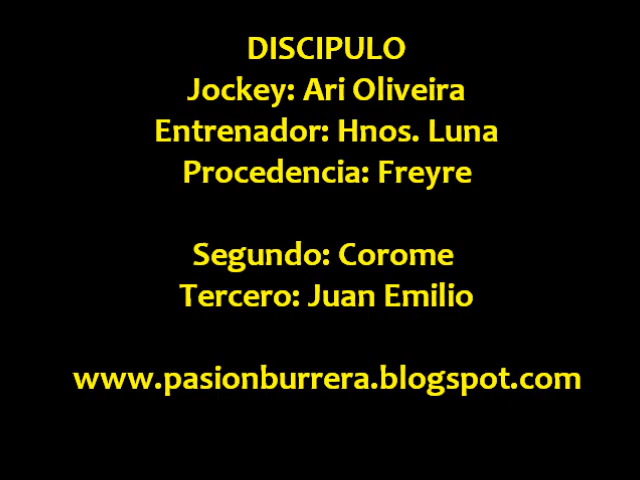 DISCIPULO
Jockey: Ari Oliveira
Entrenador: Hnos. Luna
Procedencia: Freyre
Segundo: Corome
Tercero: Juan Emilio
www.pasionburrera.blogspot.com